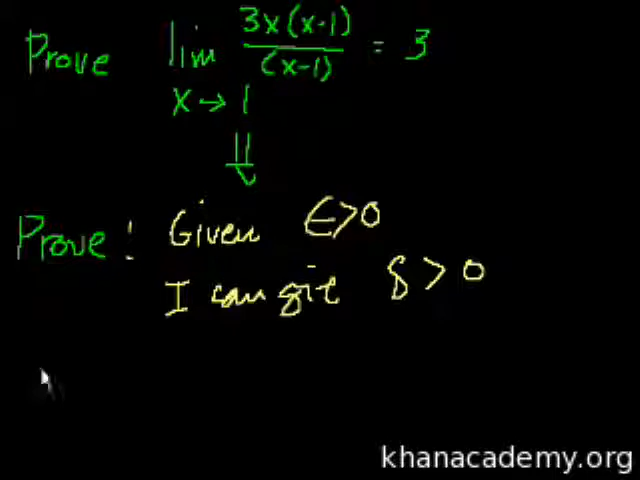 Prove lim 3x(x-1)/(x-1) = 3
x→1
⇓
Prove: Given ε>0
I can give δ > 0
khanacademy.org